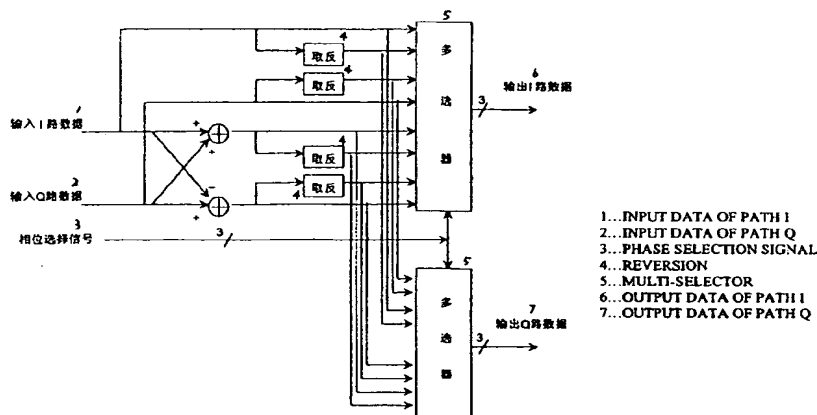 5
多
选
器
4
取反
4
取反
6
输出I路数据
3
1
输入I路数据
+
+
4
取反
2
输入Q路数据
-
+
4
取反
3
相位选择信号
3
5
多
选
器
7
输出Q路数据
3
1...INPUT DATA OF PATH I
2...INPUT DATA OF PATH Q
3...PHASE SELECTION SIGNAL
4...REVERSION
5...MULTI-SELECTOR
6...OUTPUT DATA OF PATH I
7...OUTPUT DATA OF PATH Q